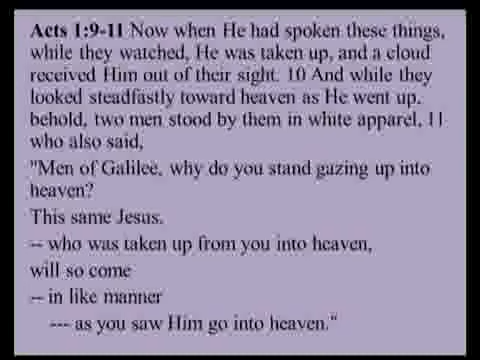 Acts 1:9-11 Now when He had spoken these things,
while they watched, He was taken up, and a cloud
received Him out of their sight. 10 And while they
looked steadfastly toward heaven as He went up,
behold, two men stood by them in white apparel, 11
who also said,
"Men of Galilee, why do you stand gazing up into
heaven?
This same Jesus,
-- who was taken up from you into heaven,
will so come
-- in like manner
--- as you saw Him go into heaven."